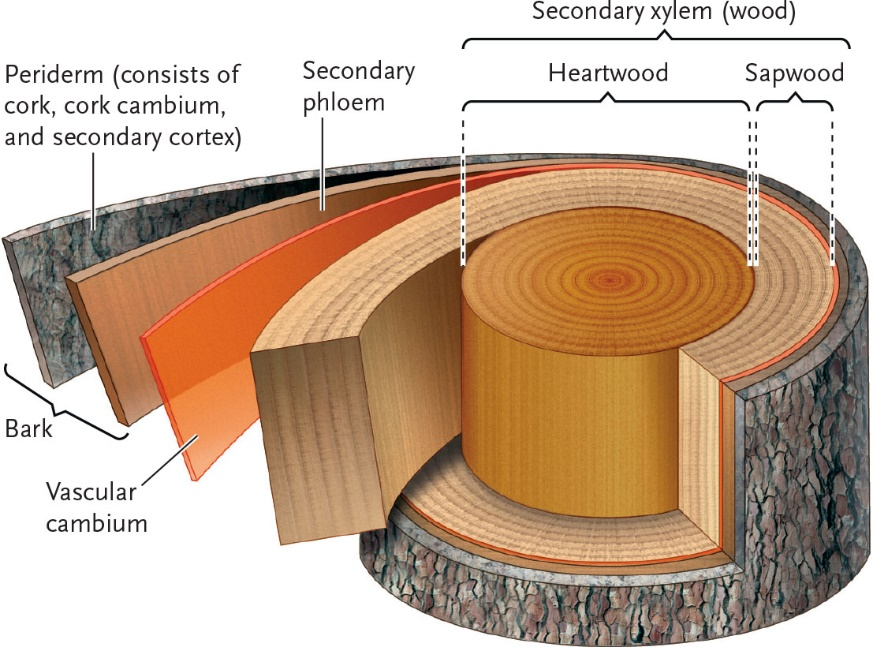 Secondary xylem (wood)
Periderm (consists of
cork, cork cambium,
and secondary cortex)
Secondary
phloem
Heartwood
Sapwood
Bark
Vascular
cambium